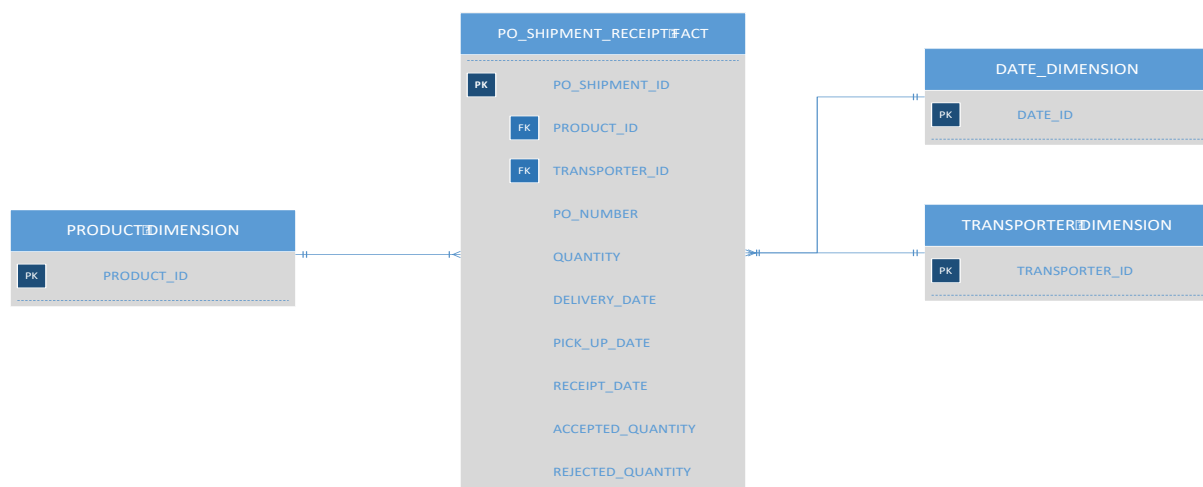 PO_SHIPMENT_RECEIPT FACT
PK PO_SHIPMENT_ID
FK PRODUCT_ID
FK TRANSPORTER_ID
PO_NUMBER
QUANTITY
DELIVERY_DATE
PICK_UP_DATE
RECEIPT_DATE
ACCEPTED_QUANTITY
REJECTED_QUANTITY
PRODUCT DIMENSION
PK PRODUCT_ID
DATE_DIMENSION
PK DATE_ID
TRANSPORTER DIMENSION
PK TRANSPORTER_ID